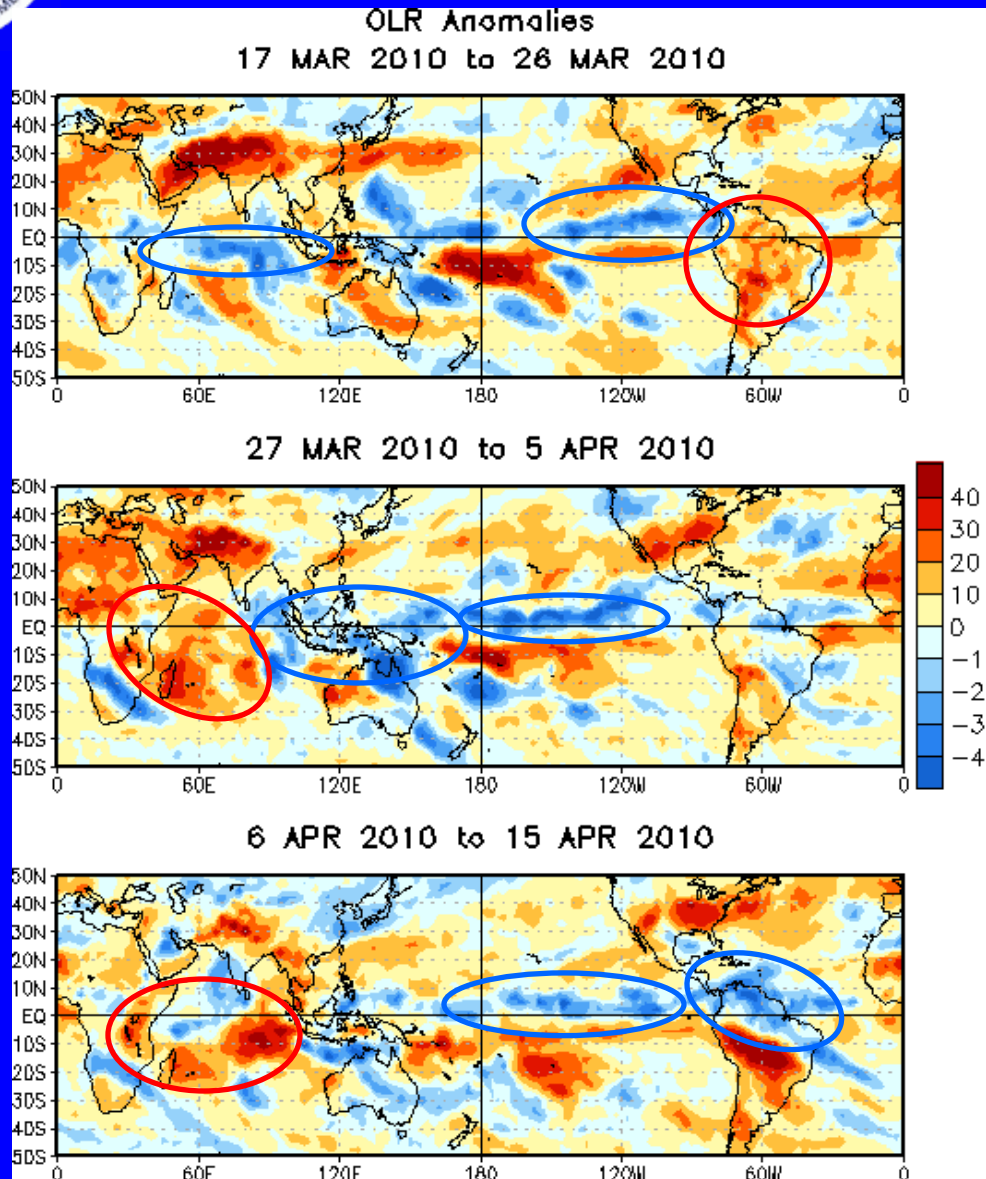 OLR Anomalies
17 MAR 2010 to 26 MAR 2010
50N
40N
30N
20N
10N
EQ
10S
20S
30S
40S
50S
0 60E 120E 180 120W 60W 0
27 MAR 2010 to 5 APR 2010
50N
40N
30N
20N
10N
EQ
10S
20S
30S
40S
50S
0 60E 120E 180 120W 60W 0
40
30
20
10
0
-1
-2
-3
-4
6 APR 2010 to 15 APR 2010
50N
40N
30N
20N
10N
EQ
10S
20S
30S
40S
50S
0 60E 120E 180 120W 60W 0